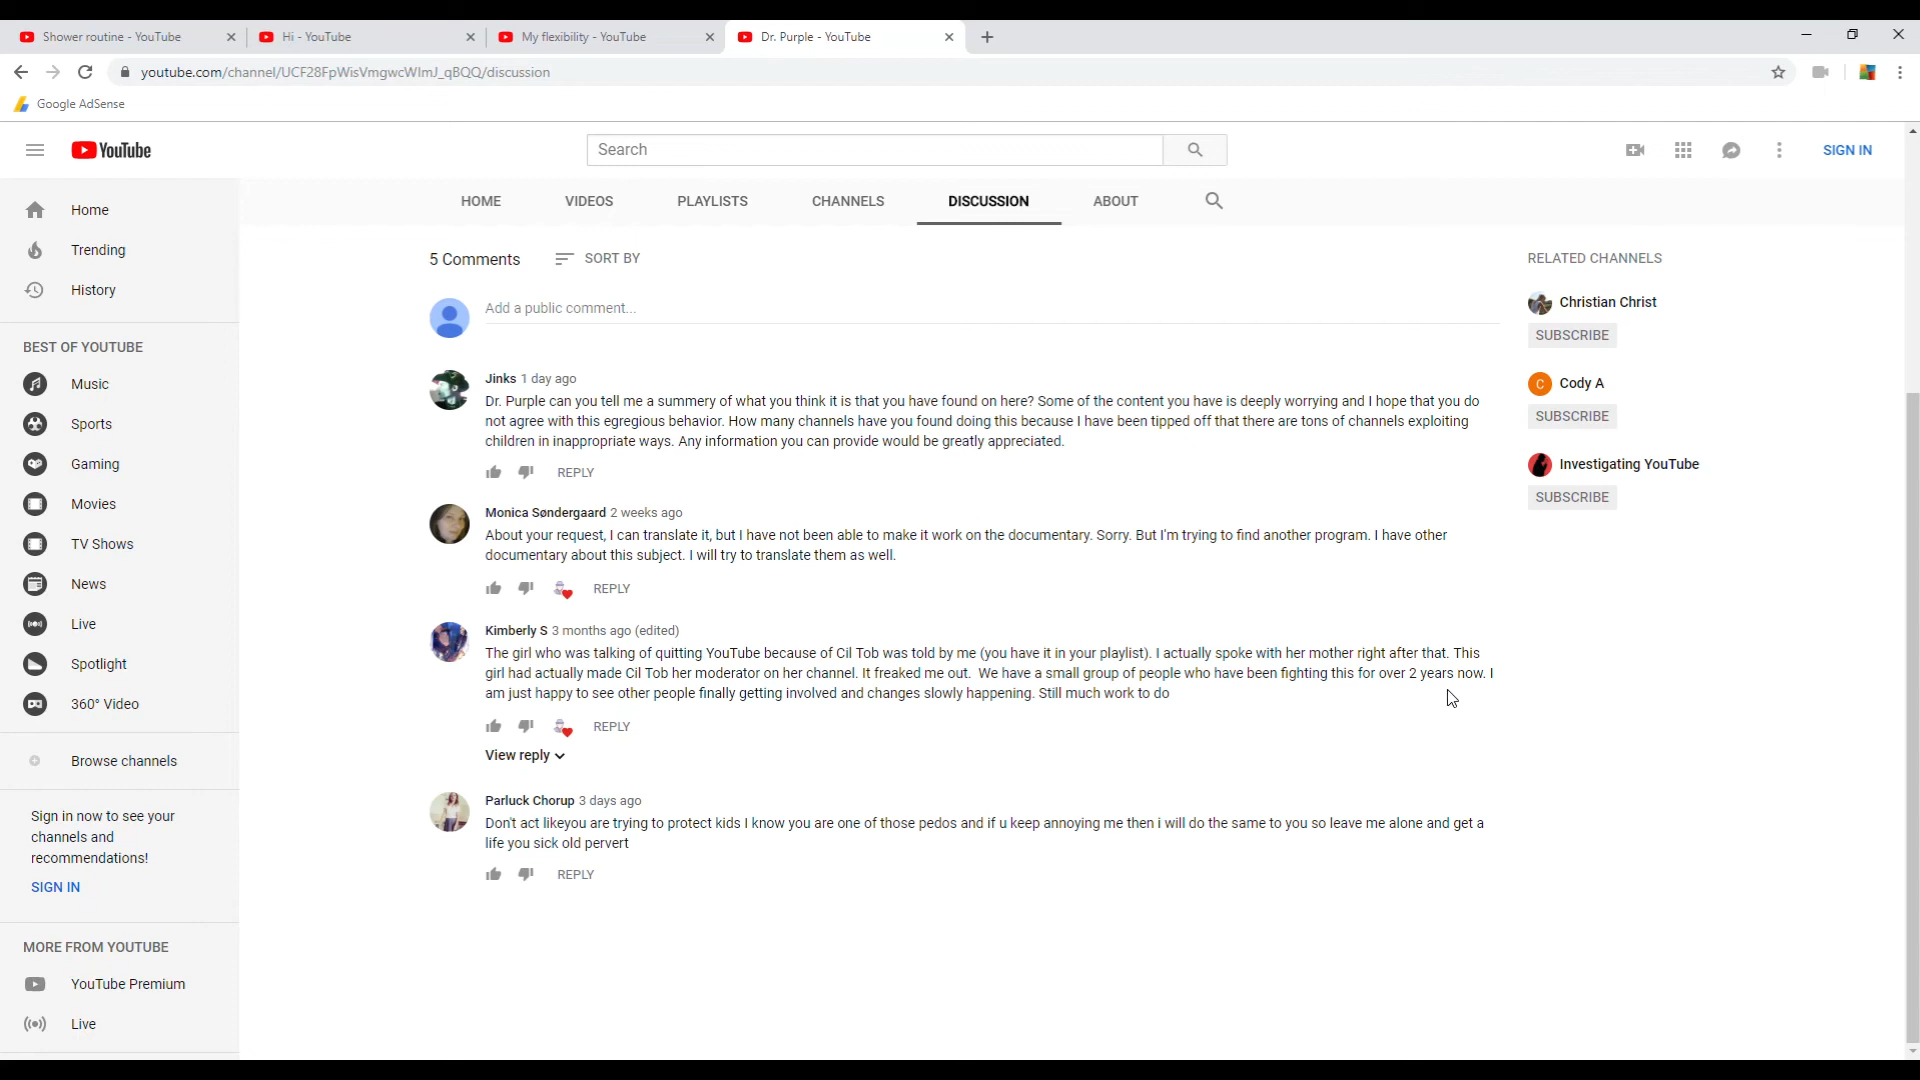 Shower routine - YouTube
Hi - YouTube
My flexibility - YouTube
Dr. Purple - YouTube
youtube.com/channel/UCF28FpWisVmgwcWlmJ_qBQQ/discussion
Google AdSense
YouTube
Search
SIGN IN
HOME
VIDEOS
PLAYLISTS
CHANNELS
DISCUSSION
ABOUT
Home
Trending
History
BEST OF YOUTUBE
Music
Sports
Gaming
Movies
TV Shows
News
Live
Spotlight
360° Video
Browse channels
Sign in now to see your
channels and
recommendations!
SIGN IN
MORE FROM YOUTUBE
YouTube Premium
Live
5 Comments
SORT BY
Add a public comment...
Jinks 1 day ago
Dr. Purple can you tell me a summery of what you think it is that you have found on here? Some of the content you have is deeply worrying and I hope that you do
not agree with this egregious behavior. How many channels have you found doing this because I have been tipped off that there are tons of channels exploiting
children in inappropriate ways. Any information you can provide would be greatly appreciated.
REPLY
Monica Søndergaard 2 weeks ago
About your request, I can translate it, but I have not been able to make it work on the documentary. Sorry. But I'm trying to find another program. I have other
documentary about this subject. I will try to translate them as well.
REPLY
Kimberly S 3 months ago (edited)
The girl who was talking of quitting YouTube because of Cil Tob was told by me (you have it in your playlist). I actually spoke with her mother right after that. This
girl had actually made Cil Tob her moderator on her channel. It freaked me out.  We have a small group of people who have been fighting this for over 2 years now. I
am just happy to see other people finally getting involved and changes slowly happening. Still much work to do
REPLY
View reply
Parluck Chorup 3 days ago
Don't act likeyou are trying to protect kids I know you are one of those pedos and if u keep annoying me then i will do the same to you so leave me alone and get a
life you sick old pervert
REPLY
RELATED CHANNELS
Christian Christ
SUBSCRIBE
C
Cody A
SUBSCRIBE
Investigating YouTube
SUBSCRIBE